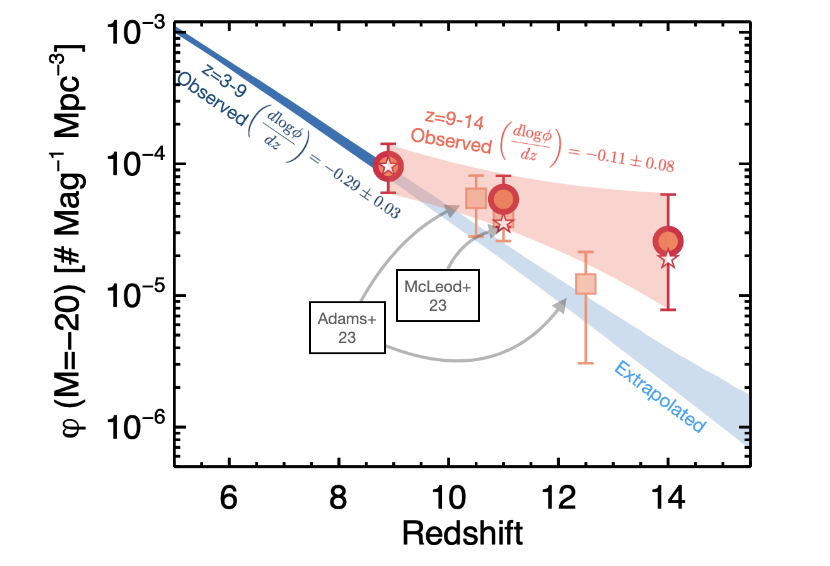 10⁻³
10⁻⁴
10⁻⁵
10⁻⁶
φ (M=−20) [# Mag⁻¹ Mpc⁻³]
z=3-9
Observed (dlogϕ/dz) = −0.29 ± 0.03
z=9-14
Observed (dlogϕ/dz) = −0.11 ± 0.08
McLeod+
23
Adams+
23
Extrapolated
6 8 10 12 14
Redshift